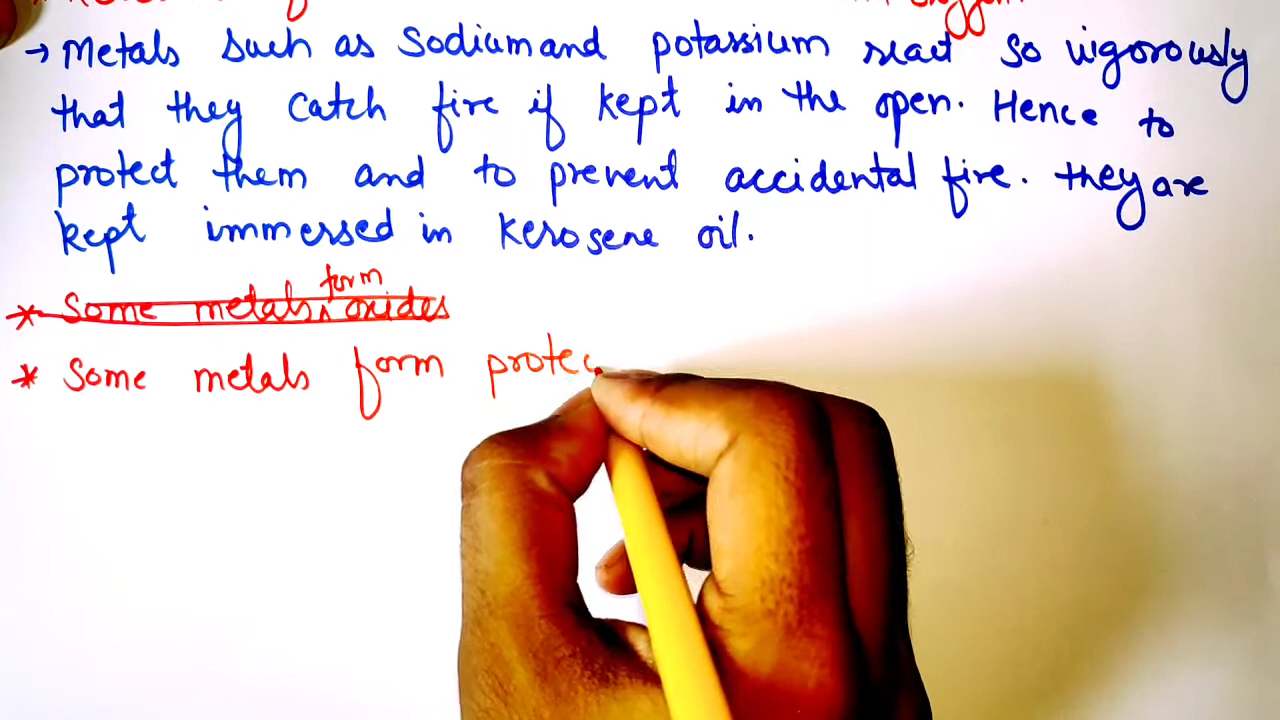 → Metals such as Sodium and potassium react so vigorously
that they catch fire if kept in the open. Hence to
protect them and to prevent accidental fire. they are
kept immersed in Kerosene oil.
* Some metals form oxides
* Some metals form protec